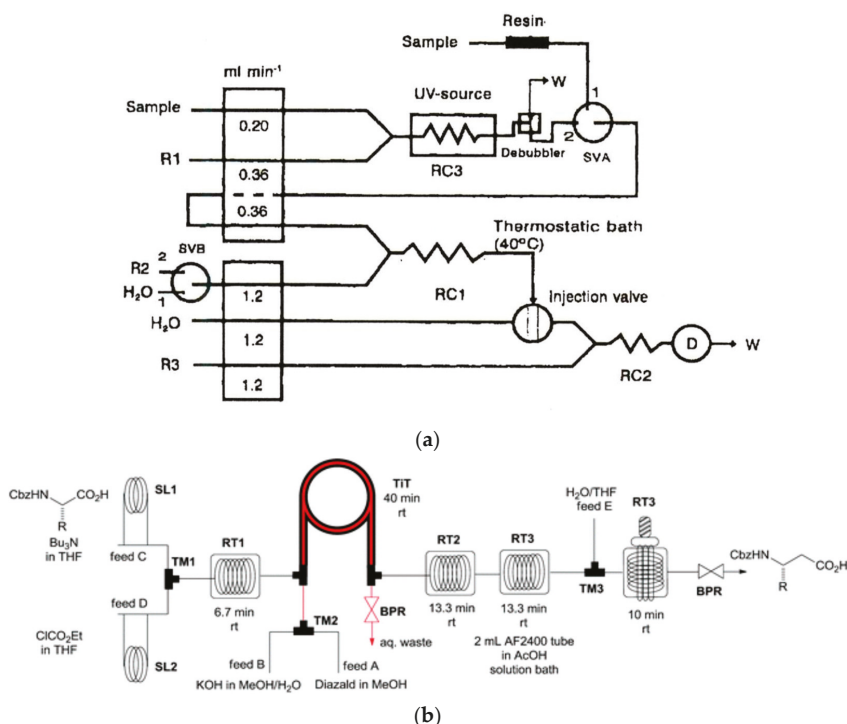 Resin
Sample
ml min⁻¹
W
1
UV-source
Sample
0.20
2
Debubbler
SVA
R1
RC3
0.36
0.36
Thermostatic bath
(40°C)
SVB
2
R2
H₂O
1
1.2
RC1
Injection valve
H₂O
1.2
D
W
R3
RC2
1.2
(a)
SL1
CbzHN
CO₂H
R
Bu₃N
in THF
feed C
TM1
RT1
feed D
6.7 min
rt
ClCO₂Et
in THF
SL2
TiT
40 min
rt
TM2
BPR
aq. waste
feed B
KOH in MeOH/H₂O
feed A
Diazald in MeOH
RT2
13.3 min
rt
RT3
13.3 min
rt
2 mL AF2400 tube
in AcOH
solution bath
H₂O/THF
feed E
TM3
RT3
10 min
rt
BPR
CbzHN
CO₂H
R
(b)